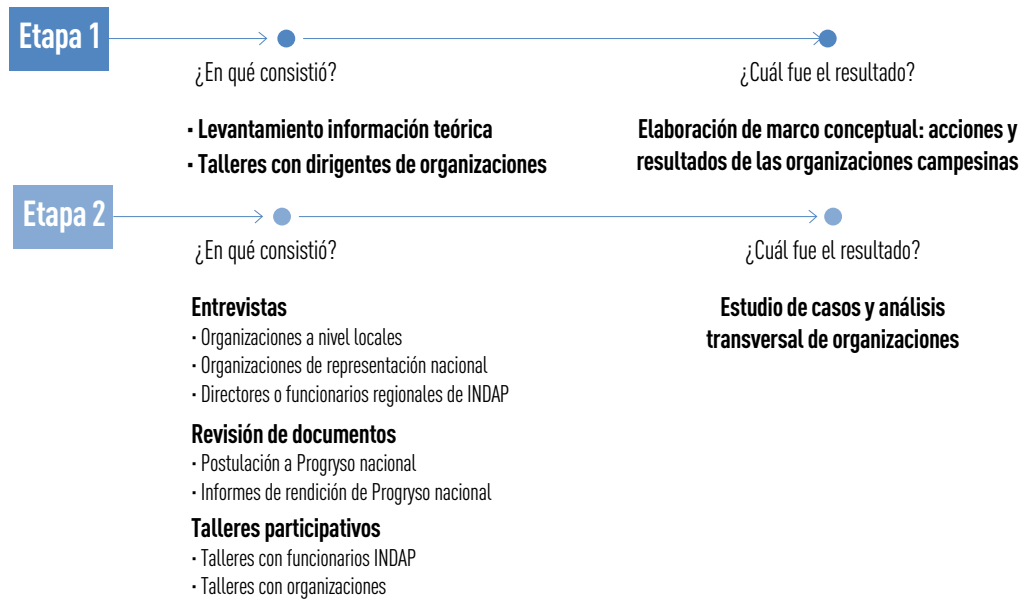 Etapa 1
¿En qué consistió?
· Levantamiento información teórica
· Talleres con dirigentes de organizaciones
¿Cuál fue el resultado?
Elaboración de marco conceptual: acciones y
resultados de las organizaciones campesinas
Etapa 2
¿En qué consistió?
Entrevistas
· Organizaciones a nivel locales
· Organizaciones de representación nacional
· Directores o funcionarios regionales de INDAP
Revisión de documentos
· Postulación a Progryso nacional
· Informes de rendición de Progryso nacional
Talleres participativos
· Talleres con funcionarios INDAP
· Talleres con organizaciones
¿Cuál fue el resultado?
Estudio de casos y análisis
transversal de organizaciones